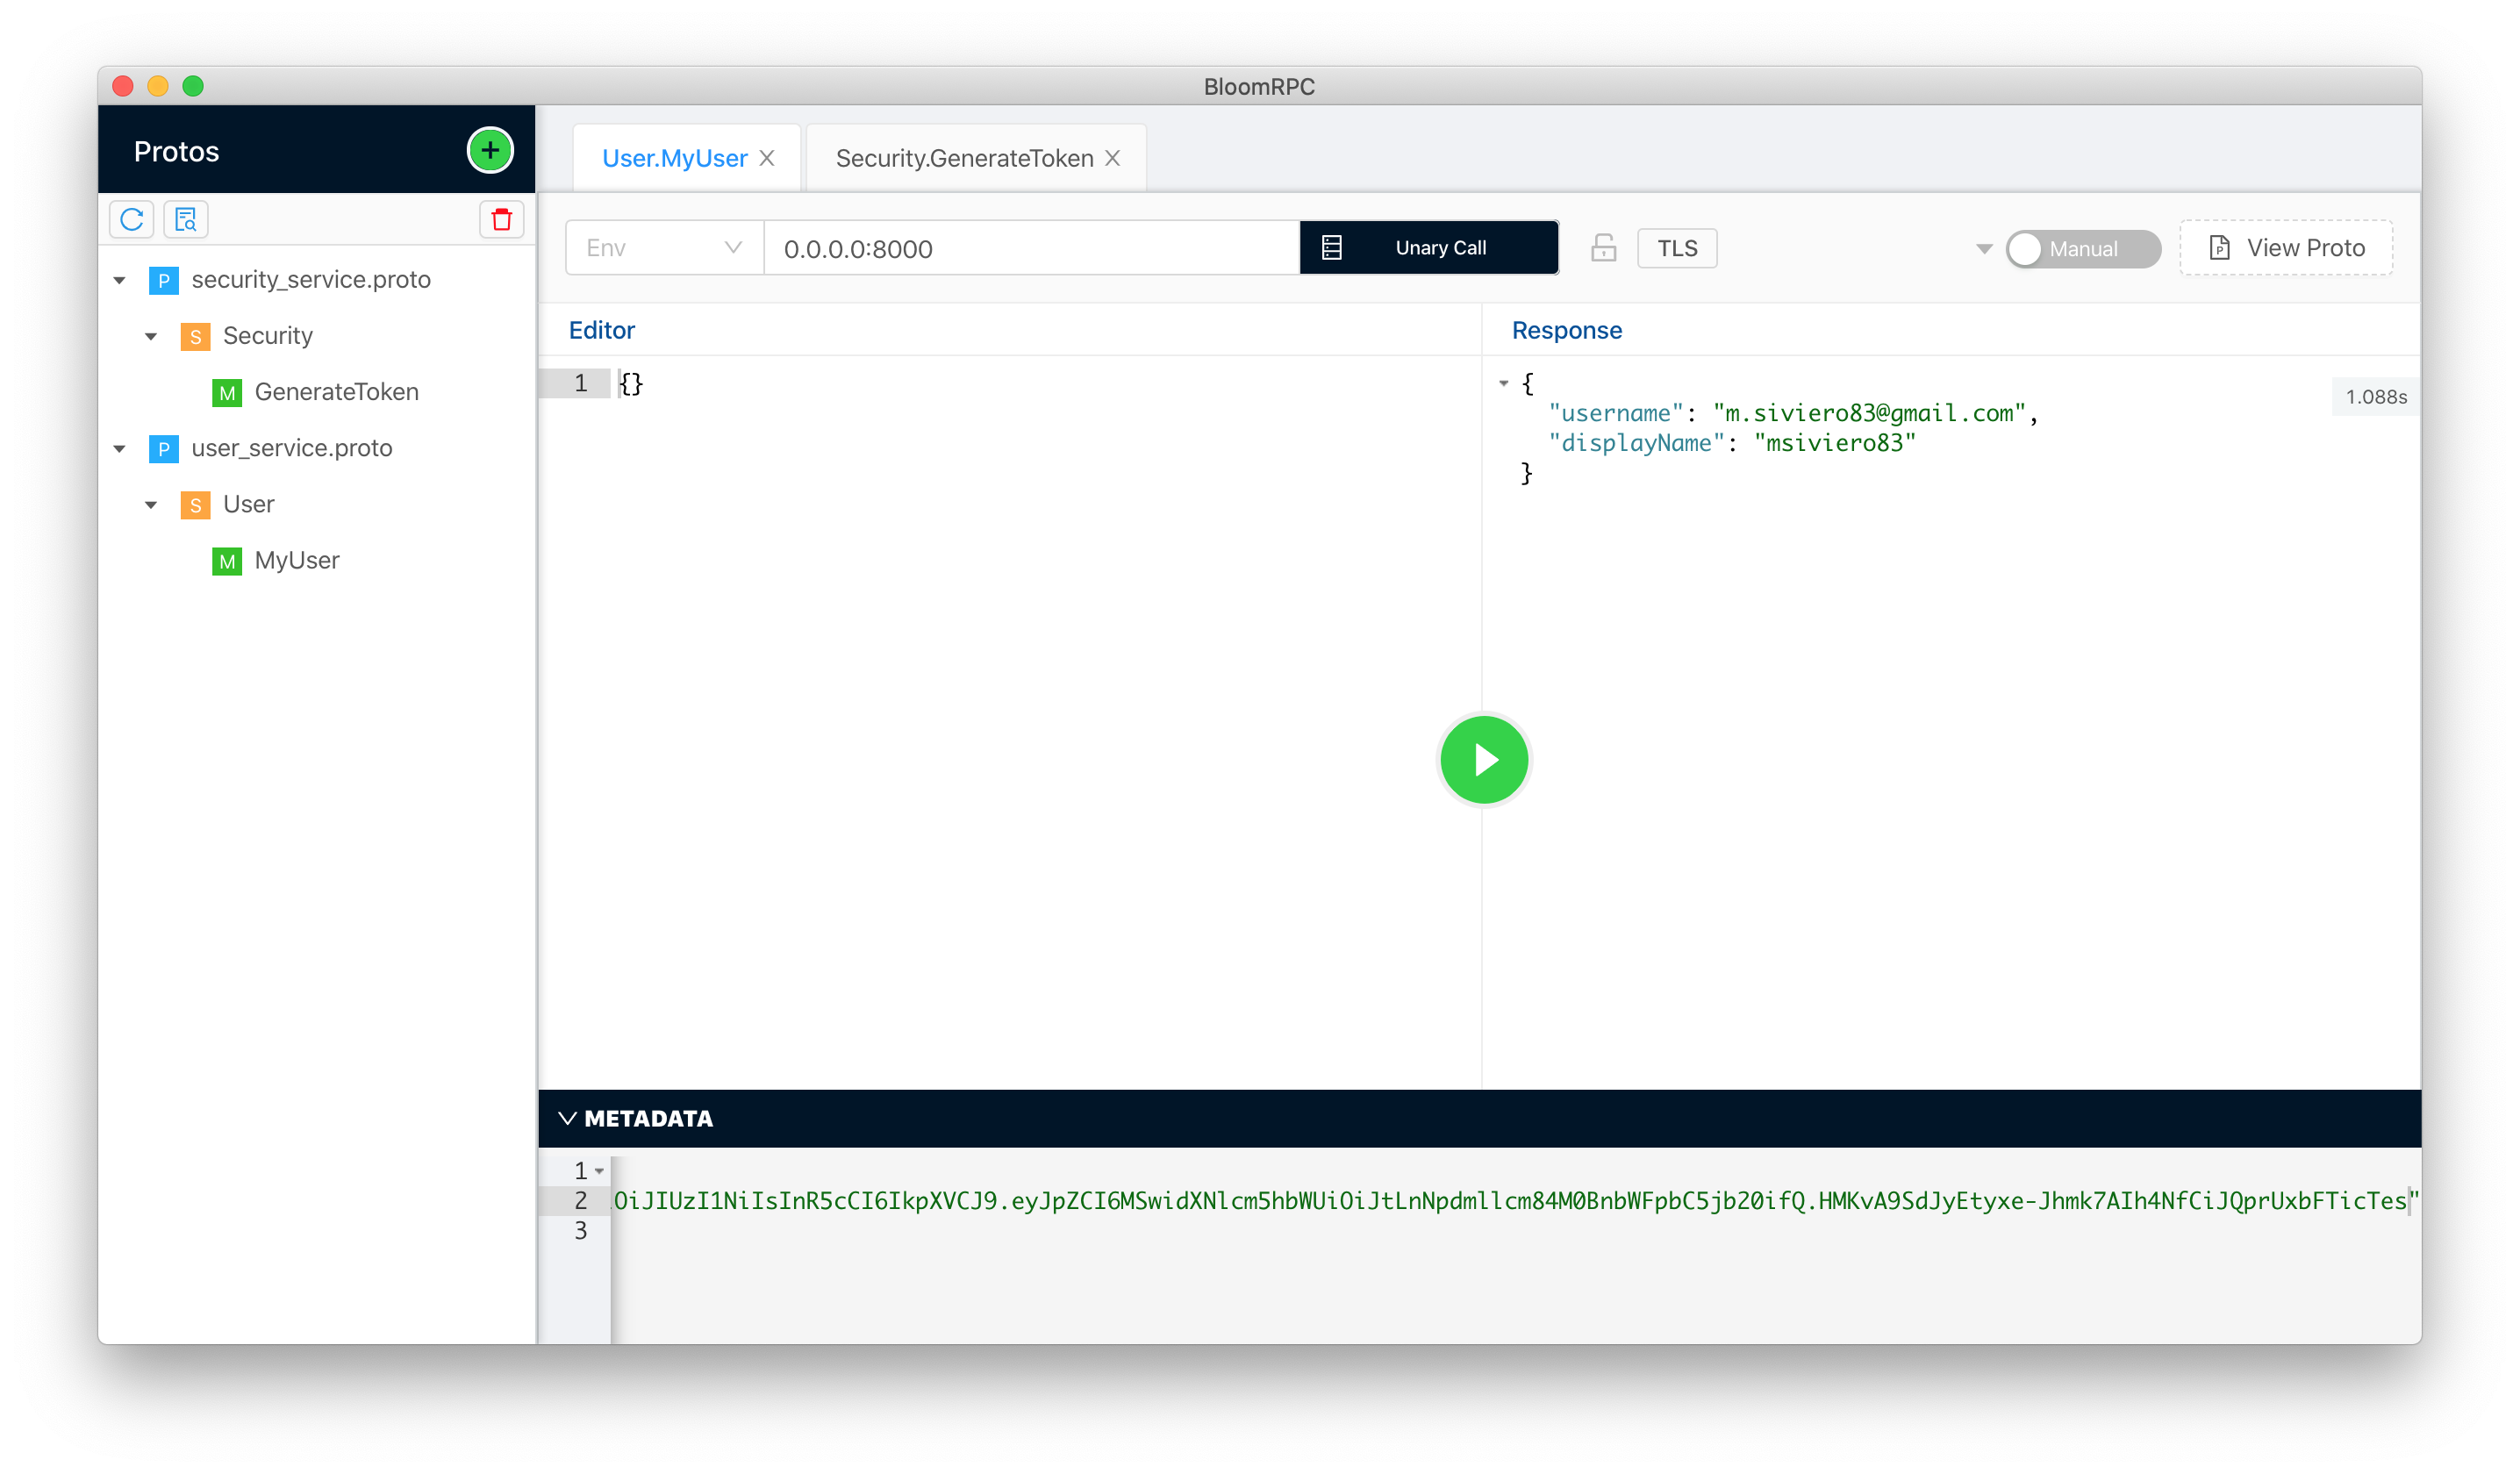 BloomRPC
Protos
User.MyUser
Security.GenerateToken
Env
0.0.0.0:8000
Unary Call
TLS
Manual
View Proto
P security_service.proto
S Security
M GenerateToken
P user_service.proto
S User
M MyUser
Editor
1 {}
Response
{
"username": "m.siviero83@gmail.com",
"displayName": "msiviero83"
}
1.088s
METADATA
1
2 .OiJIUzI1NiIsInR5cCI6IkpXVCJ9.eyJpZCI6MSwidXNlcm5hbWUiOiJtLnNpdmllcm84M0BnbWFpbC5jb20ifQ.HMKvA9SdJyEtyxe-Jhmk7AIh4NfCiJQprUxbFTicTes"
3